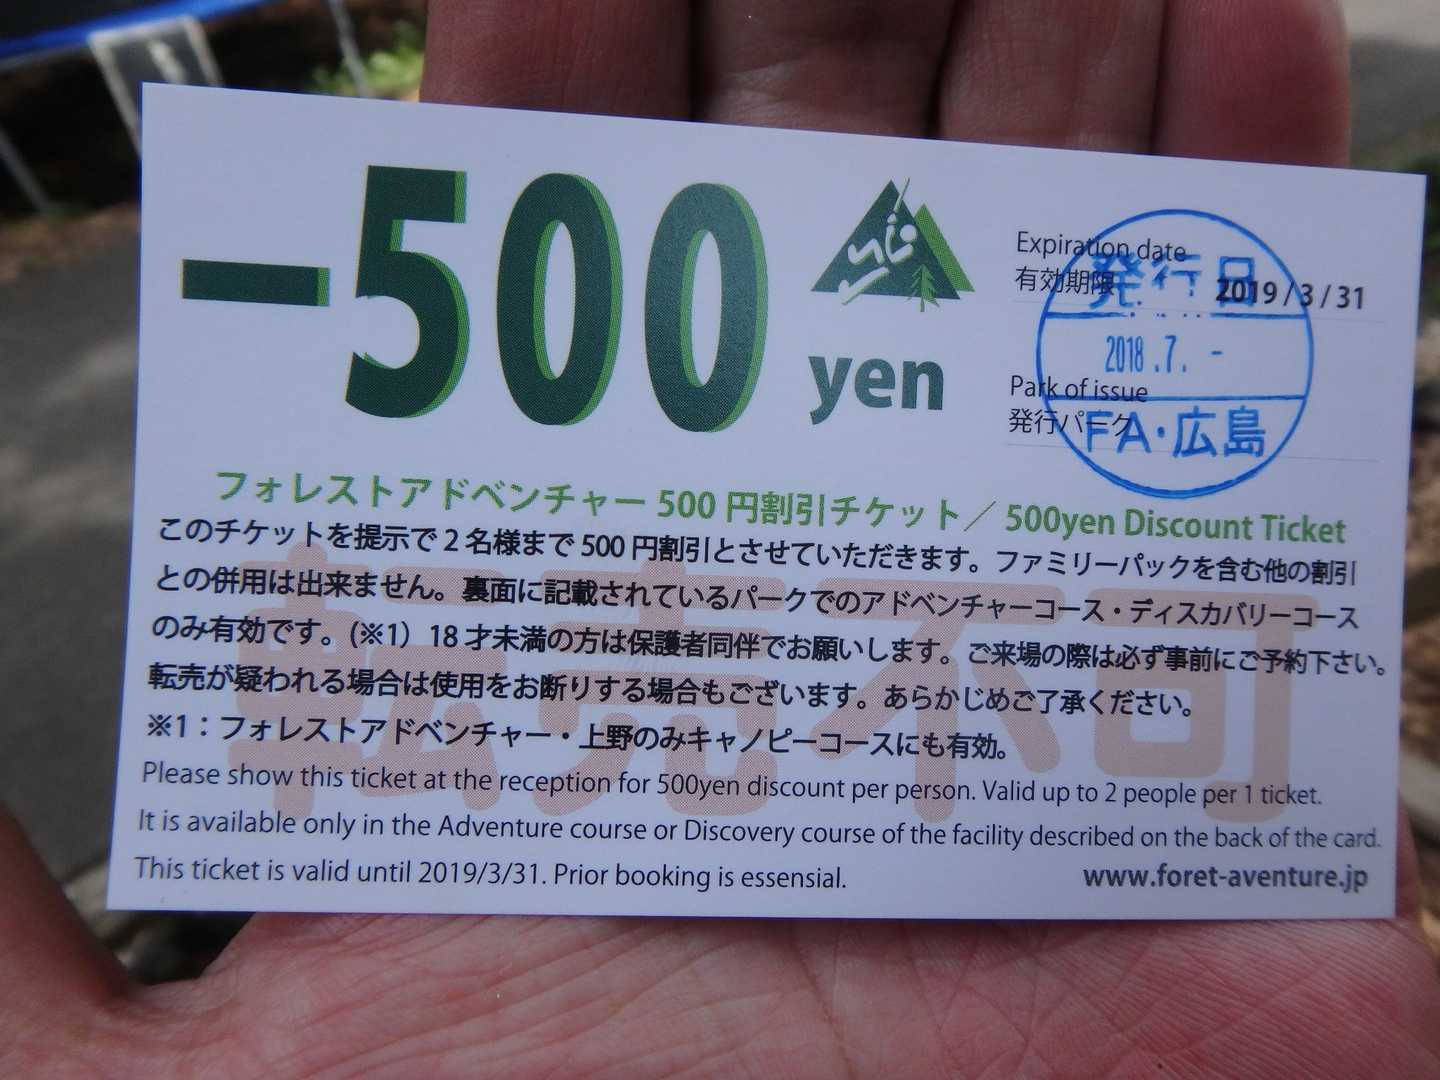 -500
yen
Expiration date
有効期限
2019 / 3 / 31
発行日
2018.7. -
Park of issue
発行パーク
FA・広島
フォレストアドベンチャー 500 円割引チケット／ 500yen Discount Ticket
このチケットを提示で 2 名様まで 500 円割引とさせていただきます。ファミリーパックを含む他の割引
との併用は出来ません。裏面に記載されているパークでのアドベンチャーコース・ディスカバリーコース
のみ有効です。(※1）18 才未満の方は保護者同伴でお願いします。ご来場の際は必ず事前にご予約下さい。
転売が疑われる場合は使用をお断りする場合もございます。あらかじめご了承ください。
※1：フォレストアドベンチャー・上野のみキャノピーコースにも有効。
転売不可
Please show this ticket at the reception for 500yen discount per person. Valid up to 2 people per 1 ticket.
It is available only in the Adventure course or Discovery course of the facility described on the back of the card.
This ticket is valid until 2019/3/31. Prior booking is essensial.
www.foret-aventure.jp